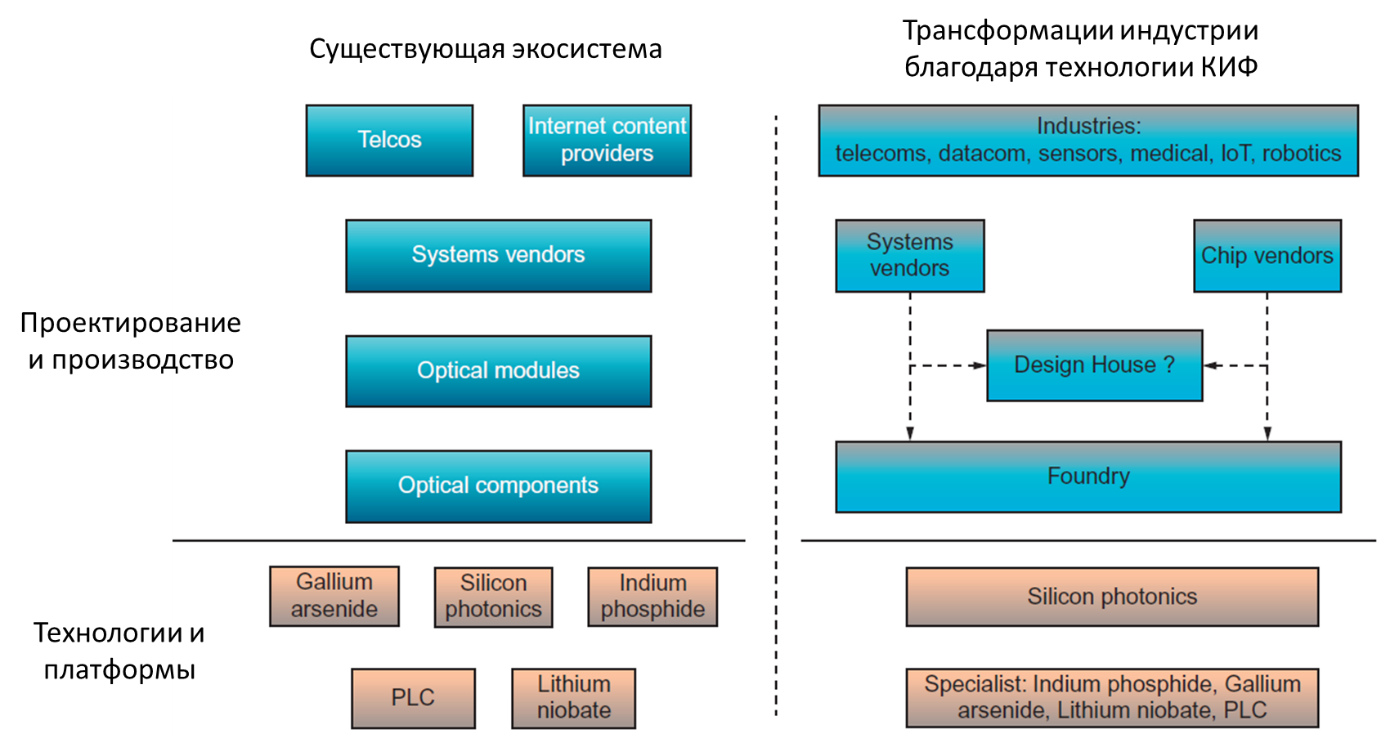 Существующая экосистема
Трансформации индустрии
благодаря технологии КИФ
Telcos
Internet content
providers
Systems vendors
Optical modules
Optical components
Проектирование
и производство
Industries:
telecoms, datacom, sensors, medical, IoT, robotics
Systems
vendors
Chip vendors
Design House ?
Foundry
Технологии и
платформы
Gallium
arsenide
Silicon
photonics
Indium
phosphide
PLC
Lithium
niobate
Silicon photonics
Specialist: Indium phosphide, Gallium
arsenide, Lithium niobate, PLC